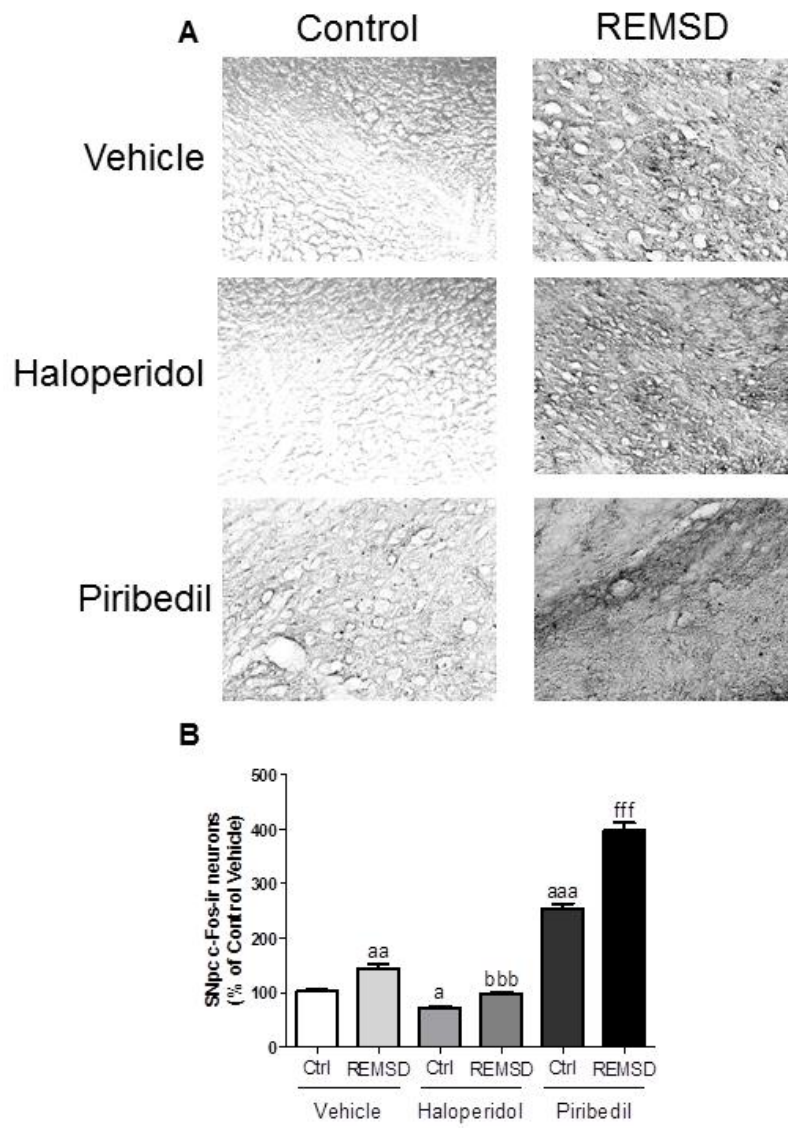 A
Control REMSD
Vehicle
Haloperidol
Piribedil
B
SNpc c-Fos-ir neurons
(% of Control Vehicle)
500
400
300
200
100
0
aa
a
bbb
aaa
fff
Ctrl REMSD Ctrl REMSD Ctrl REMSD
Vehicle Haloperidol Piribedil